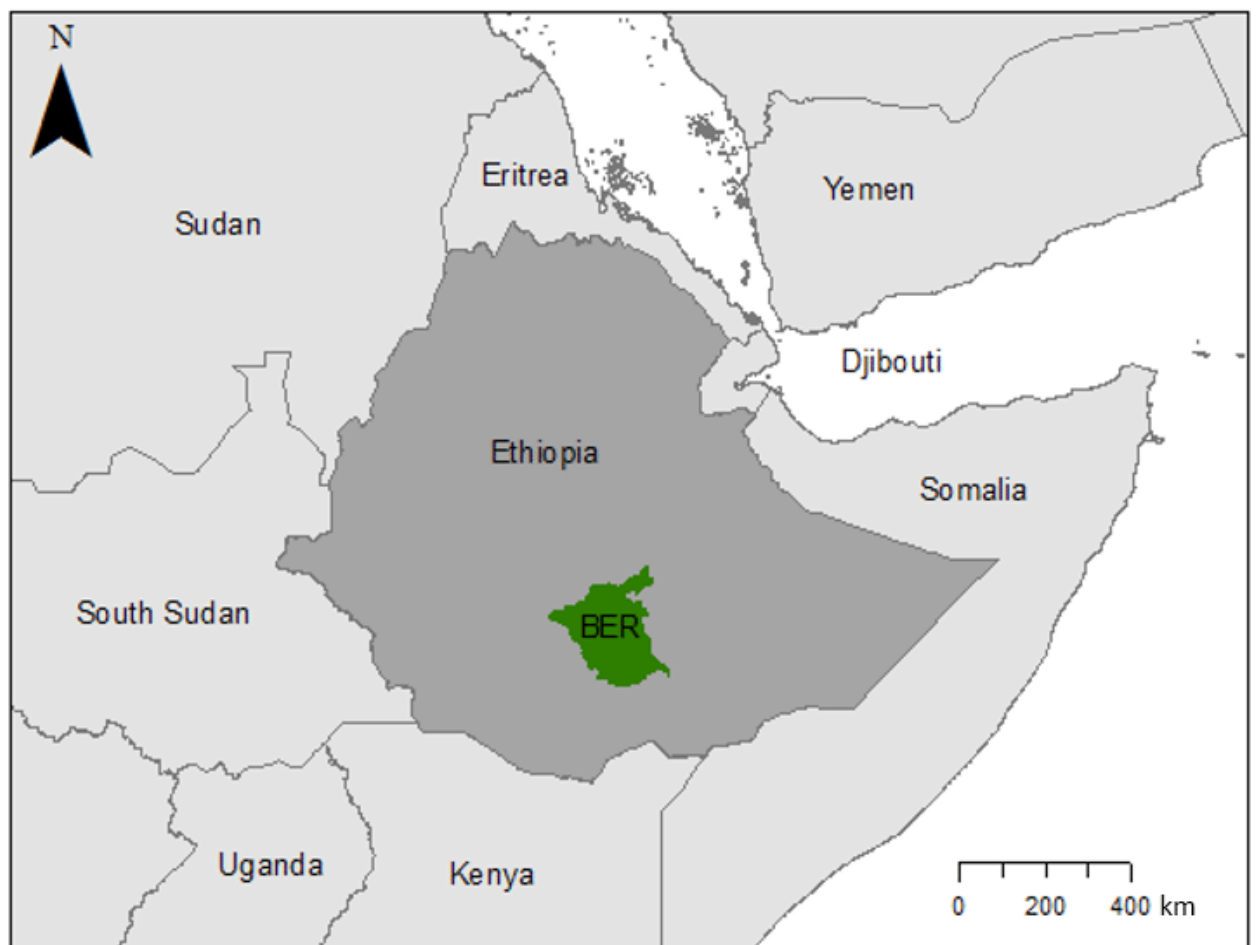 N
Eritrea
Yemen
Sudan
Djibouti
Ethiopia
Somalia
South Sudan
BER
Uganda
Kenya
0 200 400 km